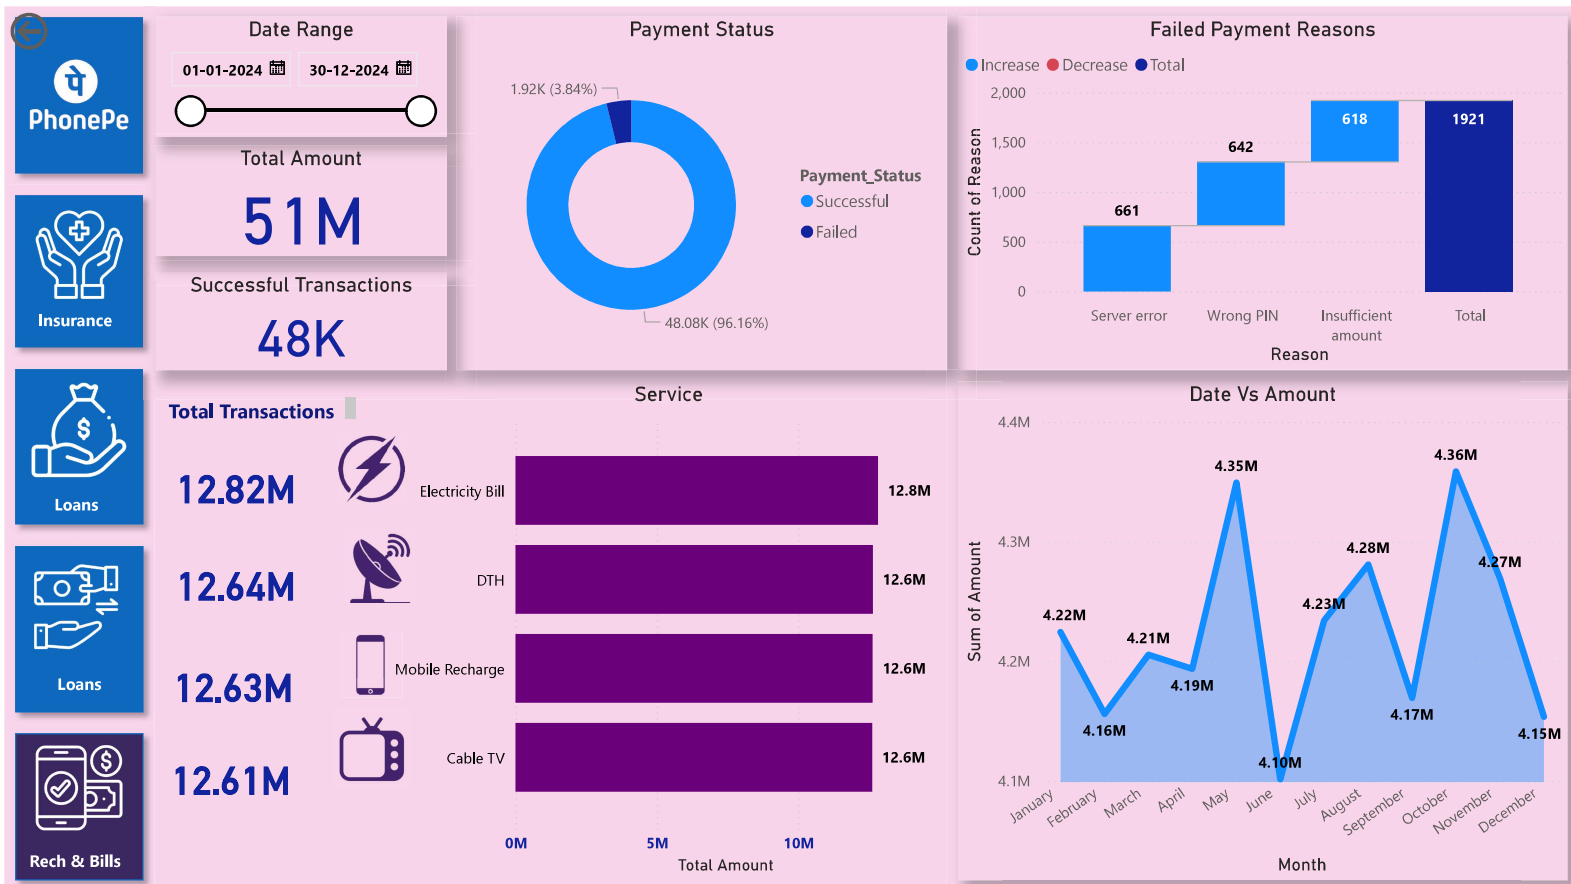 पे
PhonePe
Insurance
Loans
Loans
Rech & Bills
Date Range
01-01-2024
30-12-2024
Total Amount
51M
Successful Transactions
48K
Payment Status
1.92K (3.84%)
48.08K (96.16%)
Payment_Status
Successful
Failed
Failed Payment Reasons
Increase Decrease Total
Count of Reason
2,000
1,500
1,000
500
0
661
642
618
1921
Server error
Wrong PIN
Insufficient
amount
Total
Reason
Total Transactions
12.82M
12.64M
12.63M
12.61M
Service
Electricity Bill
12.8M
DTH
12.6M
Mobile Recharge
12.6M
Cable TV
12.6M
0M
5M
10M
Total Amount
Date Vs Amount
Sum of Amount
4.4M
4.3M
4.2M
4.1M
4.22M
4.16M
4.21M
4.19M
4.35M
4.10M
4.23M
4.28M
4.17M
4.36M
4.27M
4.15M
January
February
March
April
May
June
July
August
September
October
November
December
Month